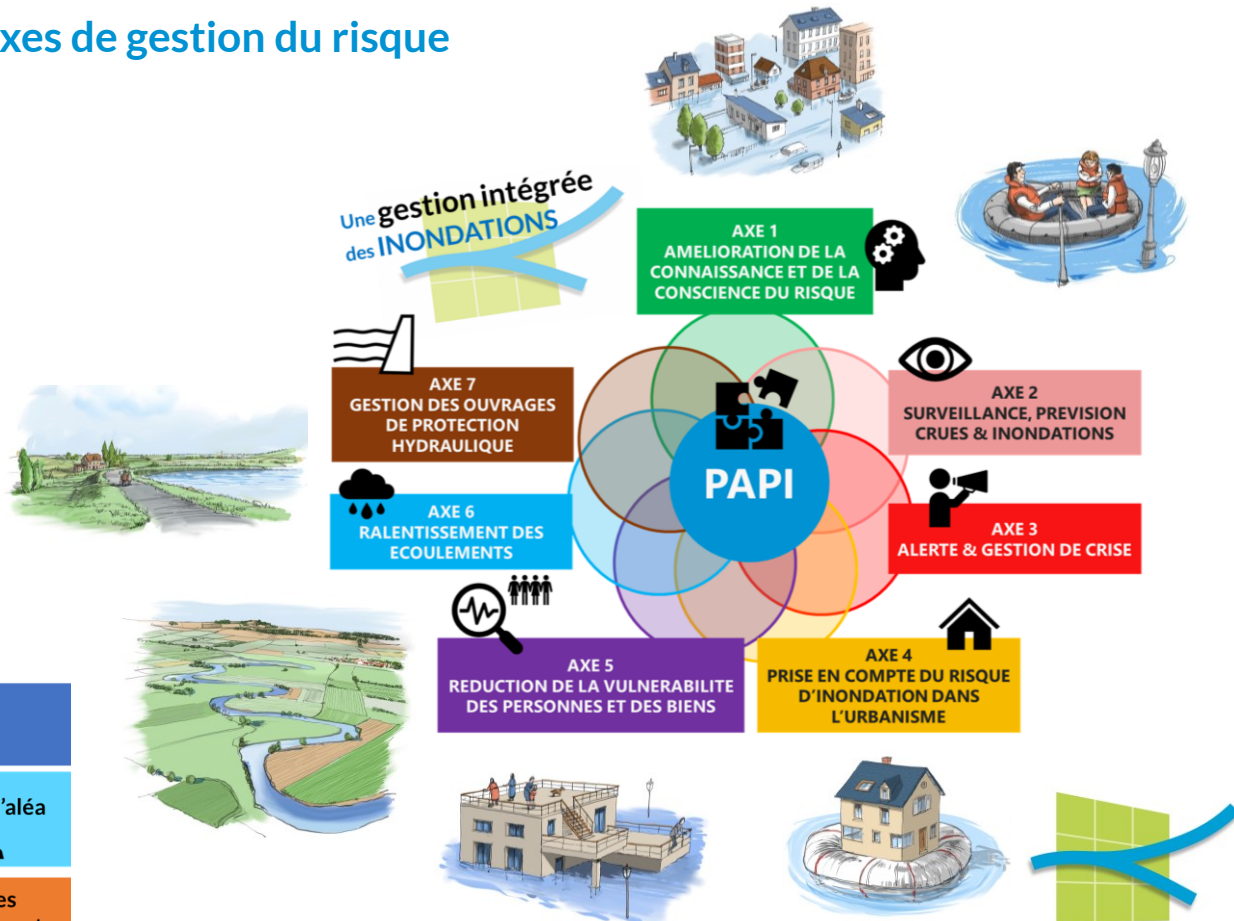 xes de gestion du risque
Une gestion intégrée
des INONDATIONS
AXE 1
AMELIORATION DE LA
CONNAISSANCE ET DE LA
CONSCIENCE DU RISQUE
AXE 2
SURVEILLANCE, PREVISION
CRUES & INONDATIONS
AXE 3
ALERTE & GESTION DE CRISE
AXE 4
PRISE EN COMPTE DU RISQUE
D’INONDATION DANS
L’URBANISME
AXE 5
REDUCTION DE LA VULNERABILITE
DES PERSONNES ET DES BIENS
AXE 6
RALENTISSEMENT DES
ECOULEMENTS
AXE 7
GESTION DES OUVRAGES
DE PROTECTION
HYDRAULIQUE
PAPI
’aléa
es